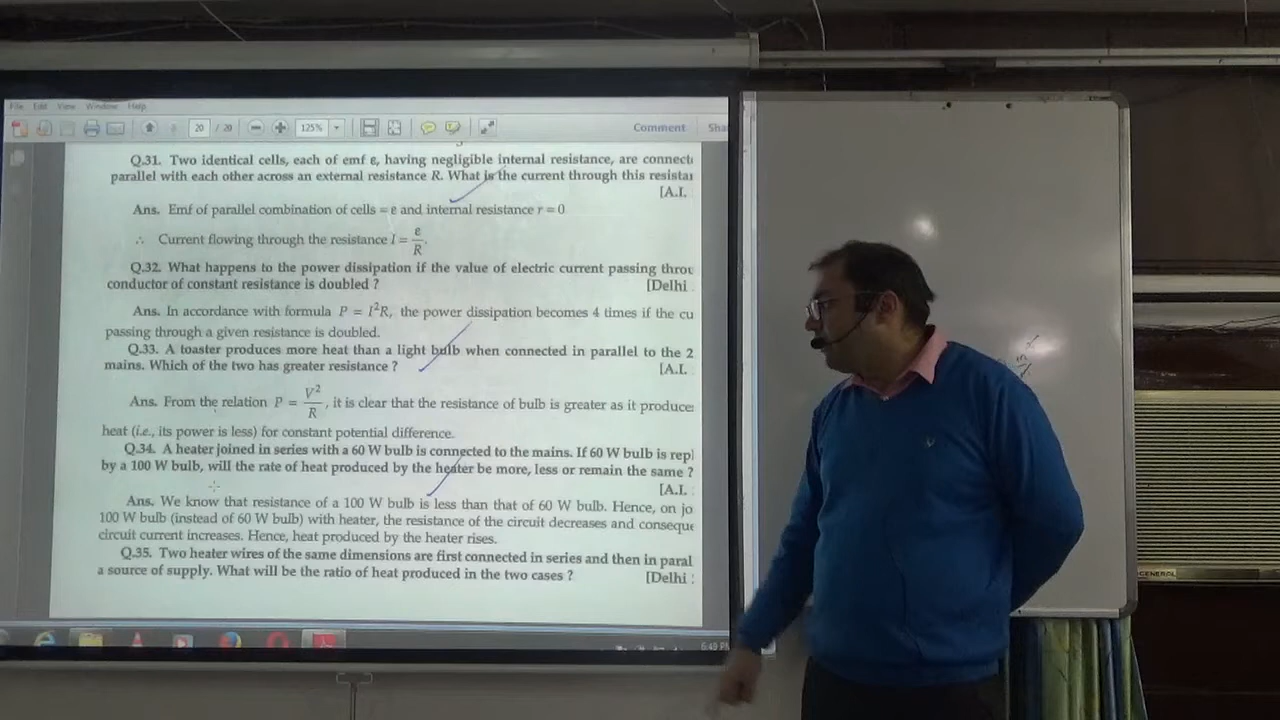 File Edit View Window Help
20 / 20 125% Comment Sha
Q.31. Two identical cells, each of emf ε, having negligible internal resistance, are connect
parallel with each other across an external resistance R. What is the current through this resista
[A.I.
Ans. Emf of parallel combination of cells = ε and internal resistance r = 0
∴ Current flowing through the resistance I = ε/R.
Q.32. What happens to the power dissipation if the value of electric current passing throu
conductor of constant resistance is doubled ? [Delhi
Ans. In accordance with formula P = I²R, the power dissipation becomes 4 times if the cu
passing through a given resistance is doubled.
Q.33. A toaster produces more heat than a light bulb when connected in parallel to the 2
mains. Which of the two has greater resistance ? [A.I.
Ans. From the relation P = V²/R, it is clear that the resistance of bulb is greater as it produce
heat (i.e., its power is less) for constant potential difference.
Q.34. A heater joined in series with a 60 W bulb is connected to the mains. If 60 W bulb is repl
by a 100 W bulb, will the rate of heat produced by the heater be more, less or remain the same ?
[A.I.
Ans. We know that resistance of a 100 W bulb is less than that of 60 W bulb. Hence, on jo
100 W bulb (instead of 60 W bulb) with heater, the resistance of the circuit decreases and conseque
circuit current increases. Hence, heat produced by the heater rises.
Q.35. Two heater wires of the same dimensions are first connected in series and then in paral
a source of supply. What will be the ratio of heat produced in the two cases ? [Delhi
6:49 P
GENERAL